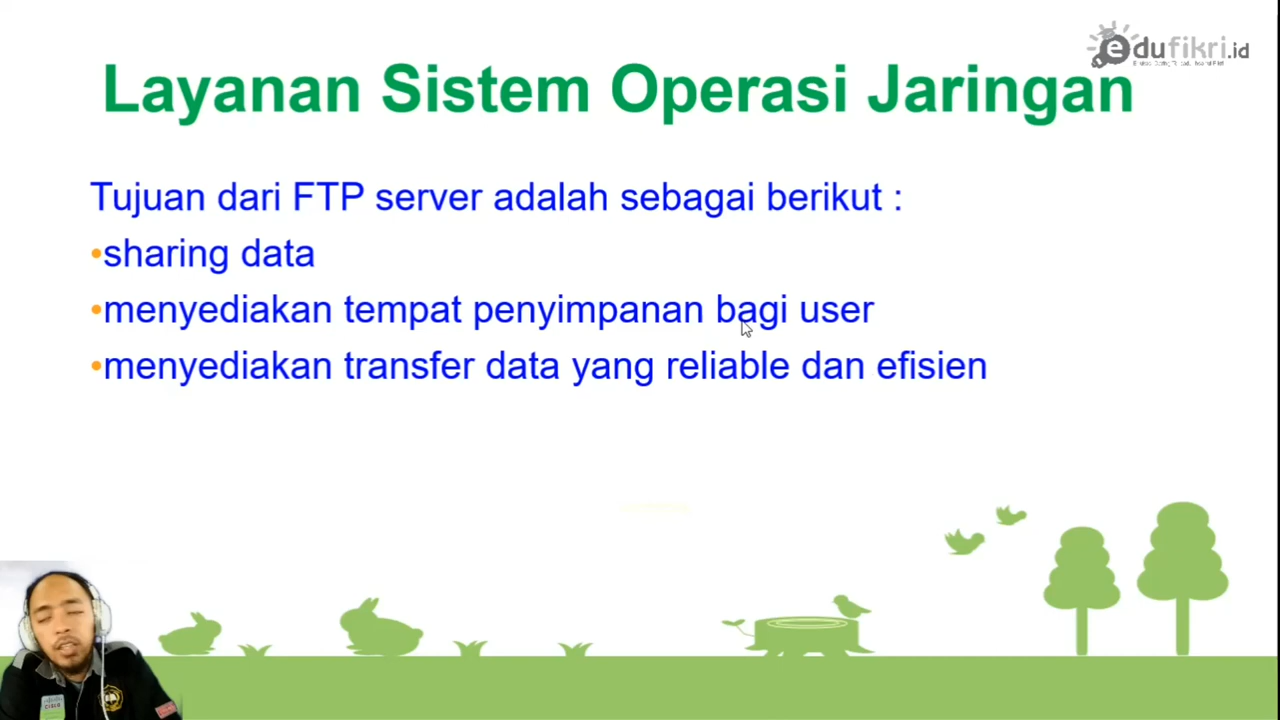 edufikri.id
Layanan Sistem Operasi Jaringan
Tujuan dari FTP server adalah sebagai berikut :
•sharing data
•menyediakan tempat penyimpanan bagi user
•menyediakan transfer data yang reliable dan efisien